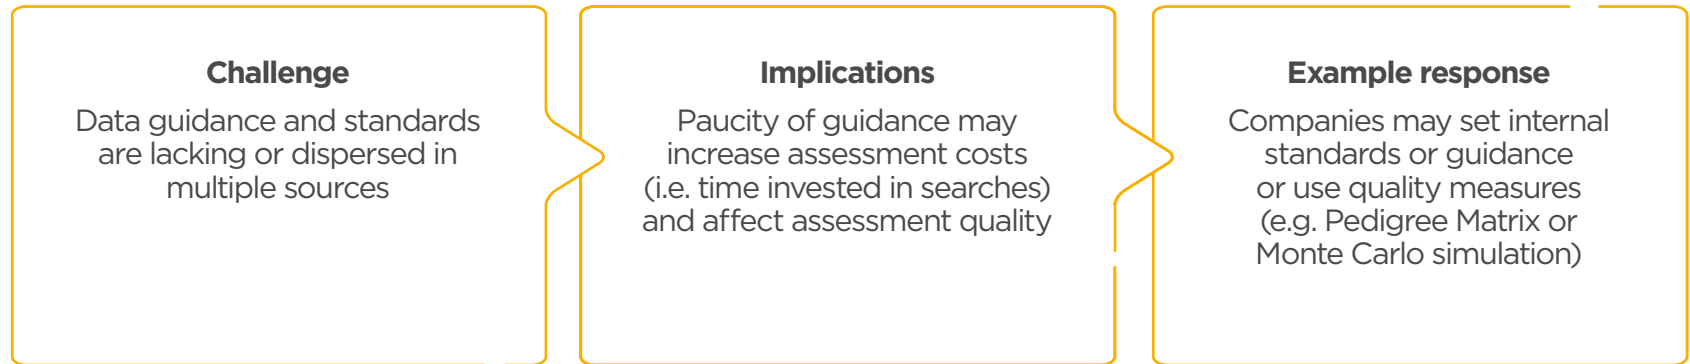 Challenge
Data guidance and standards
are lacking or dispersed in
multiple sources
Implications
Paucity of guidance may
increase assessment costs
(i.e. time invested in searches)
and affect assessment quality
Example response
Companies may set internal
standards or guidance
or use quality measures
(e.g. Pedigree Matrix or
Monte Carlo simulation)